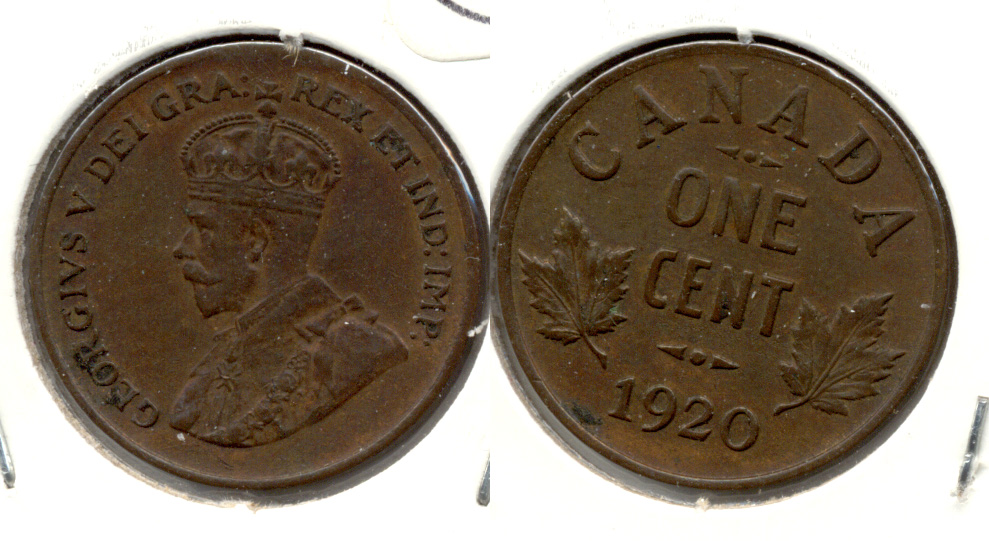 GEORGIVS V DEI GRA: REX ET IND: IMP:
CANADA
ONE
CENT
1920